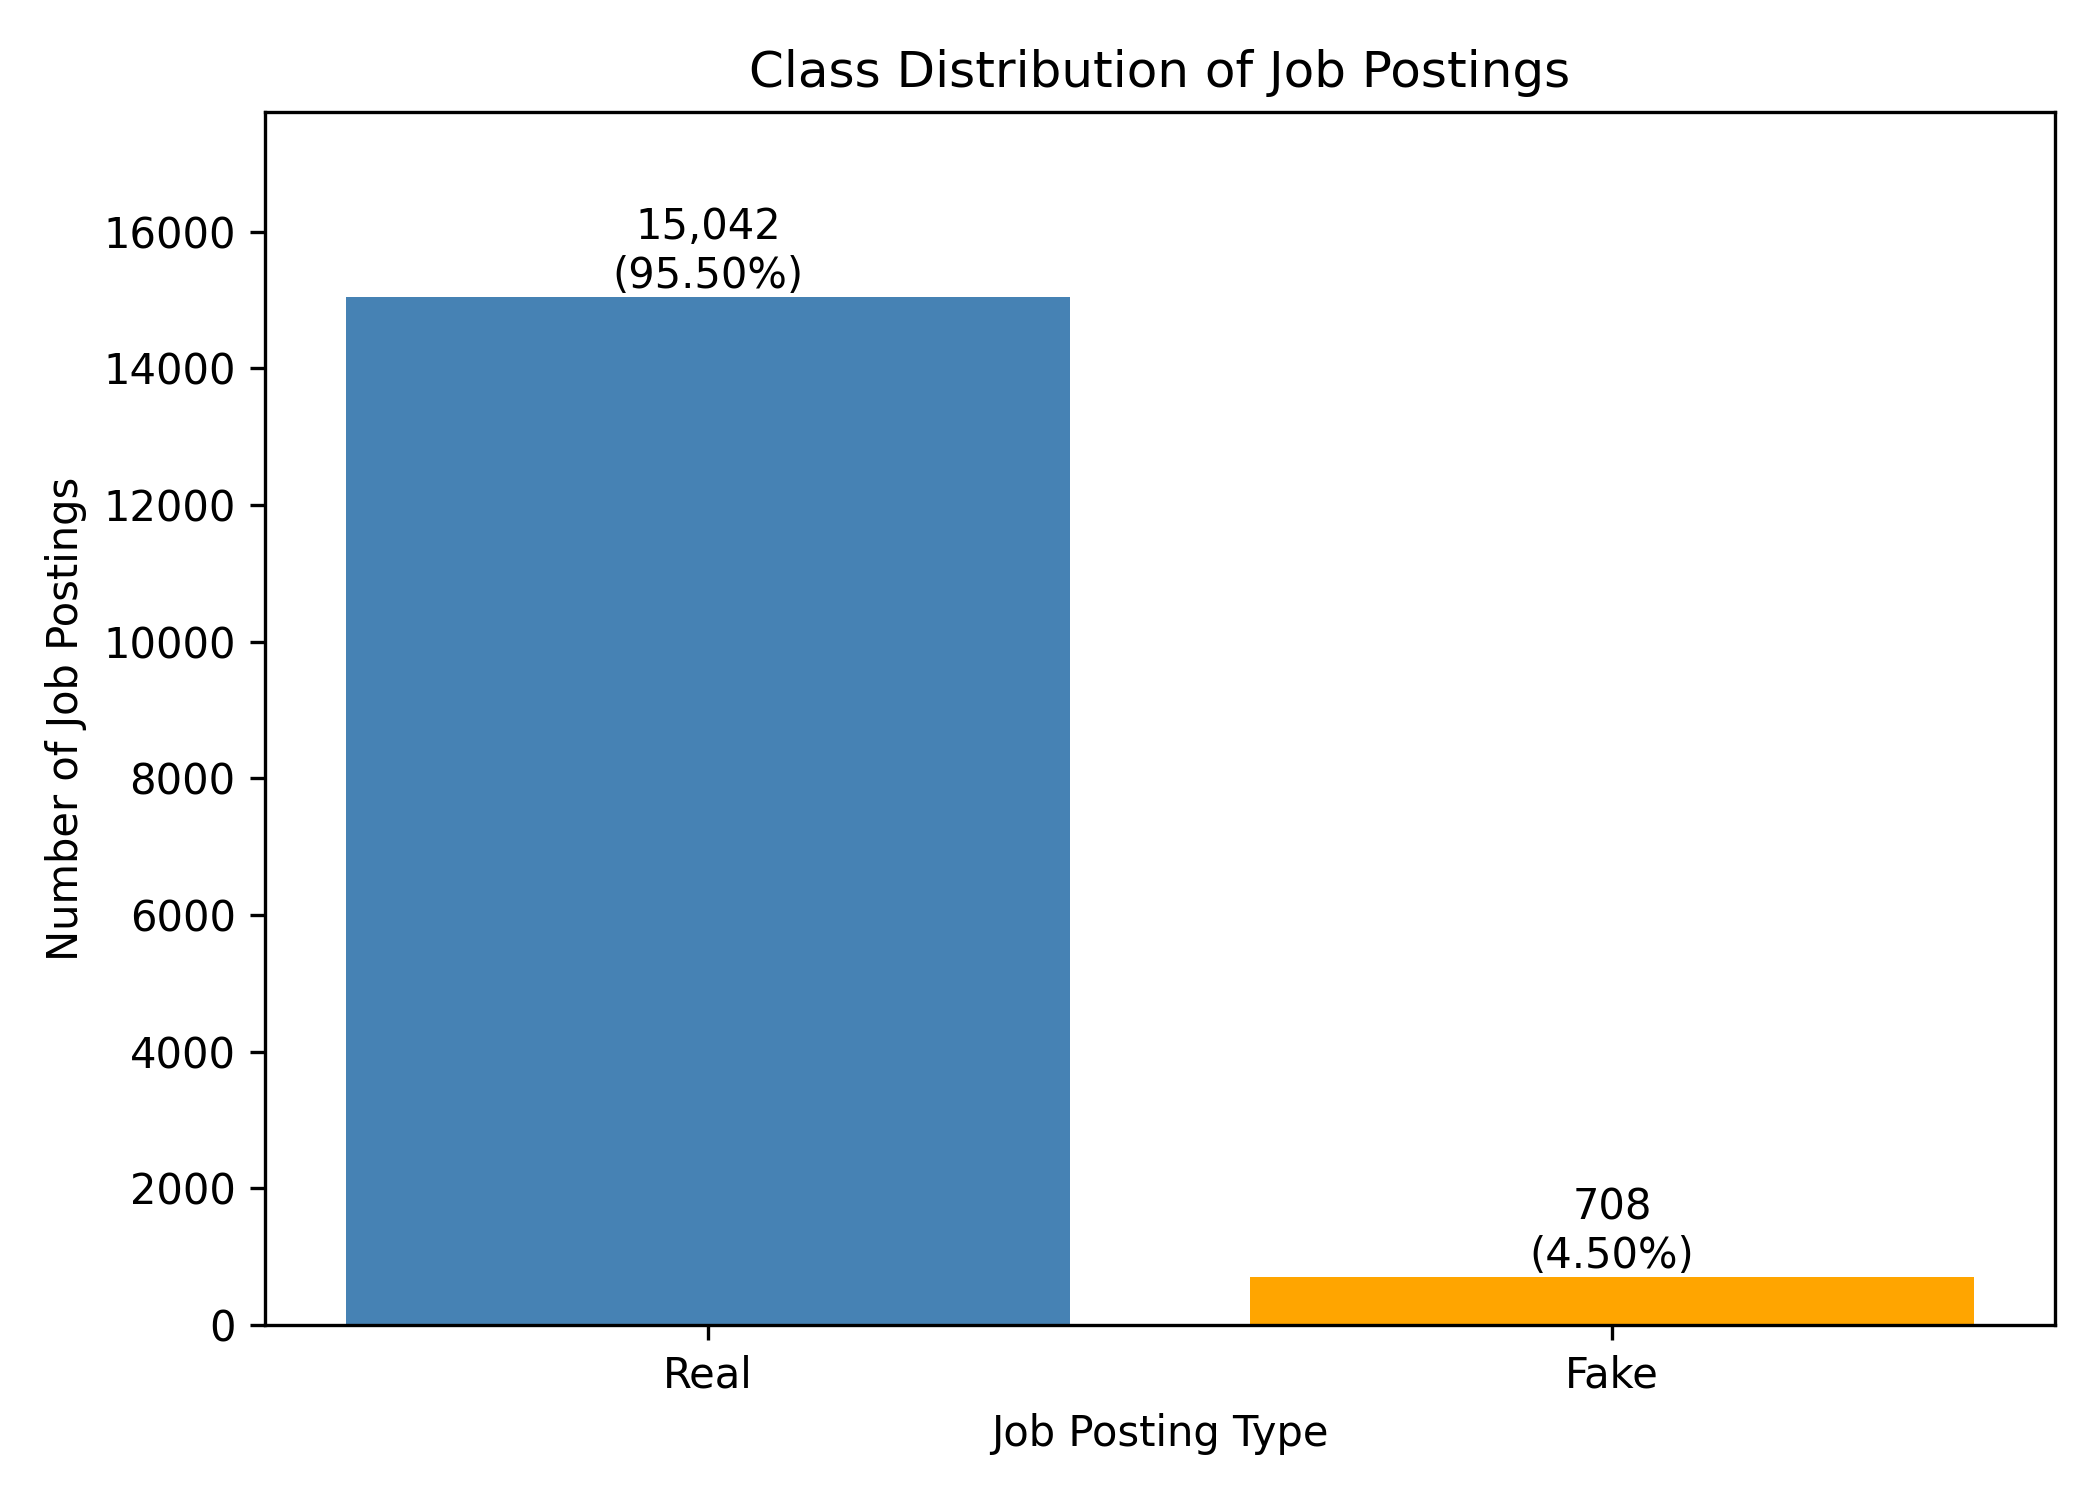 Class Distribution of Job Postings
Number of Job Postings
16000
14000
12000
10000
8000
6000
4000
2000
0
15,042
(95.50%)
708
(4.50%)
Real
Fake
Job Posting Type